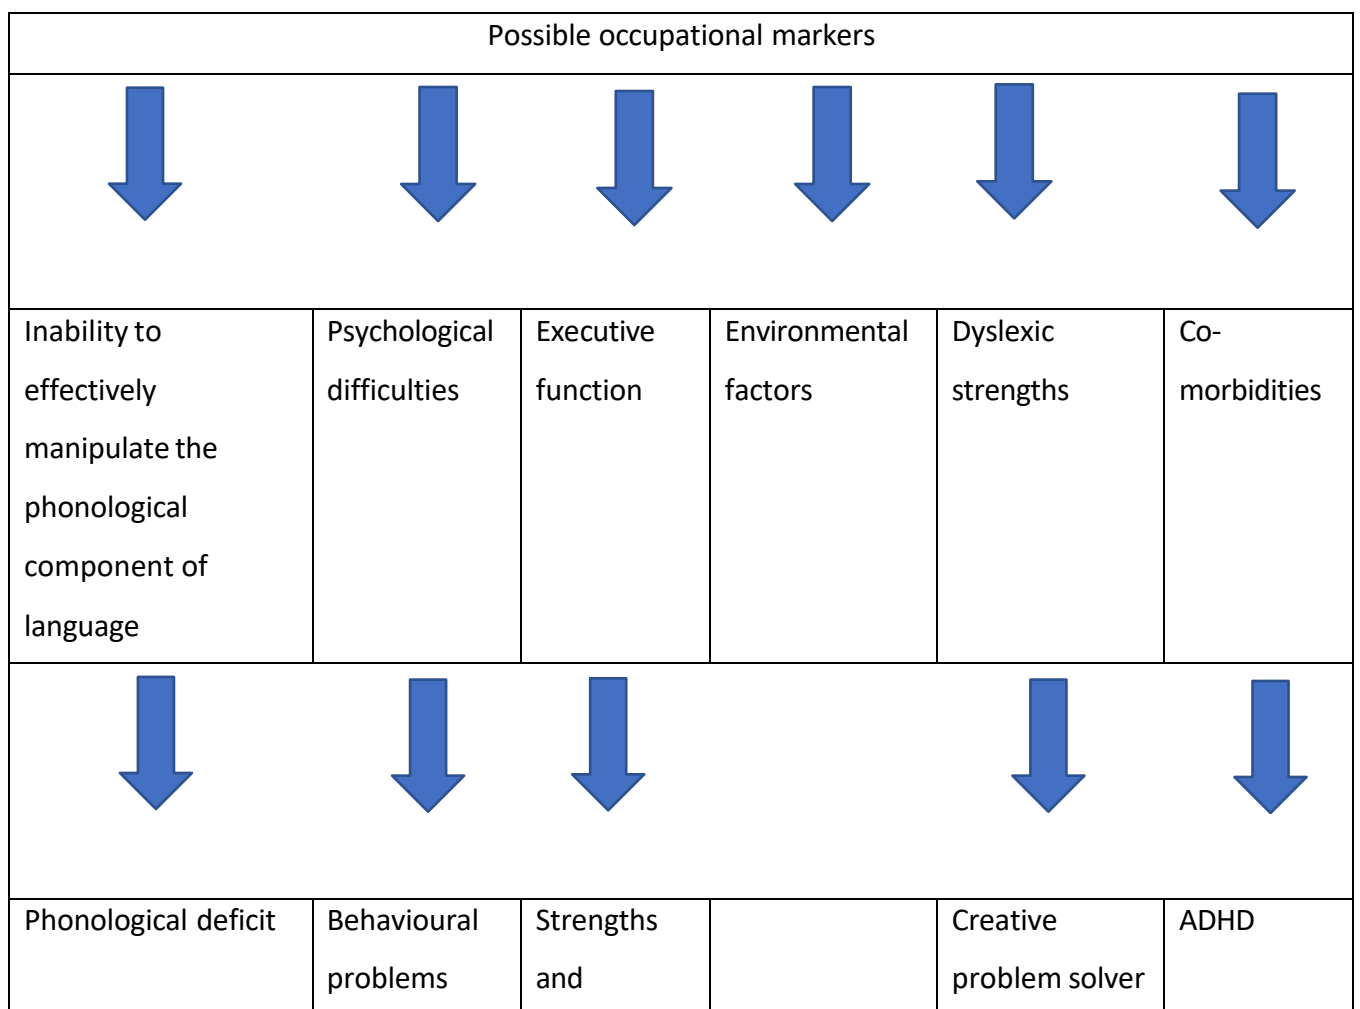 Possible occupational markers
Inability to
effectively
manipulate the
phonological
component of
language
Psychological
difficulties
Executive
function
Environmental
factors
Dyslexic
strengths
Co-
morbidities
Phonological deficit
Behavioural
problems
Strengths
and
Creative
problem solver
ADHD